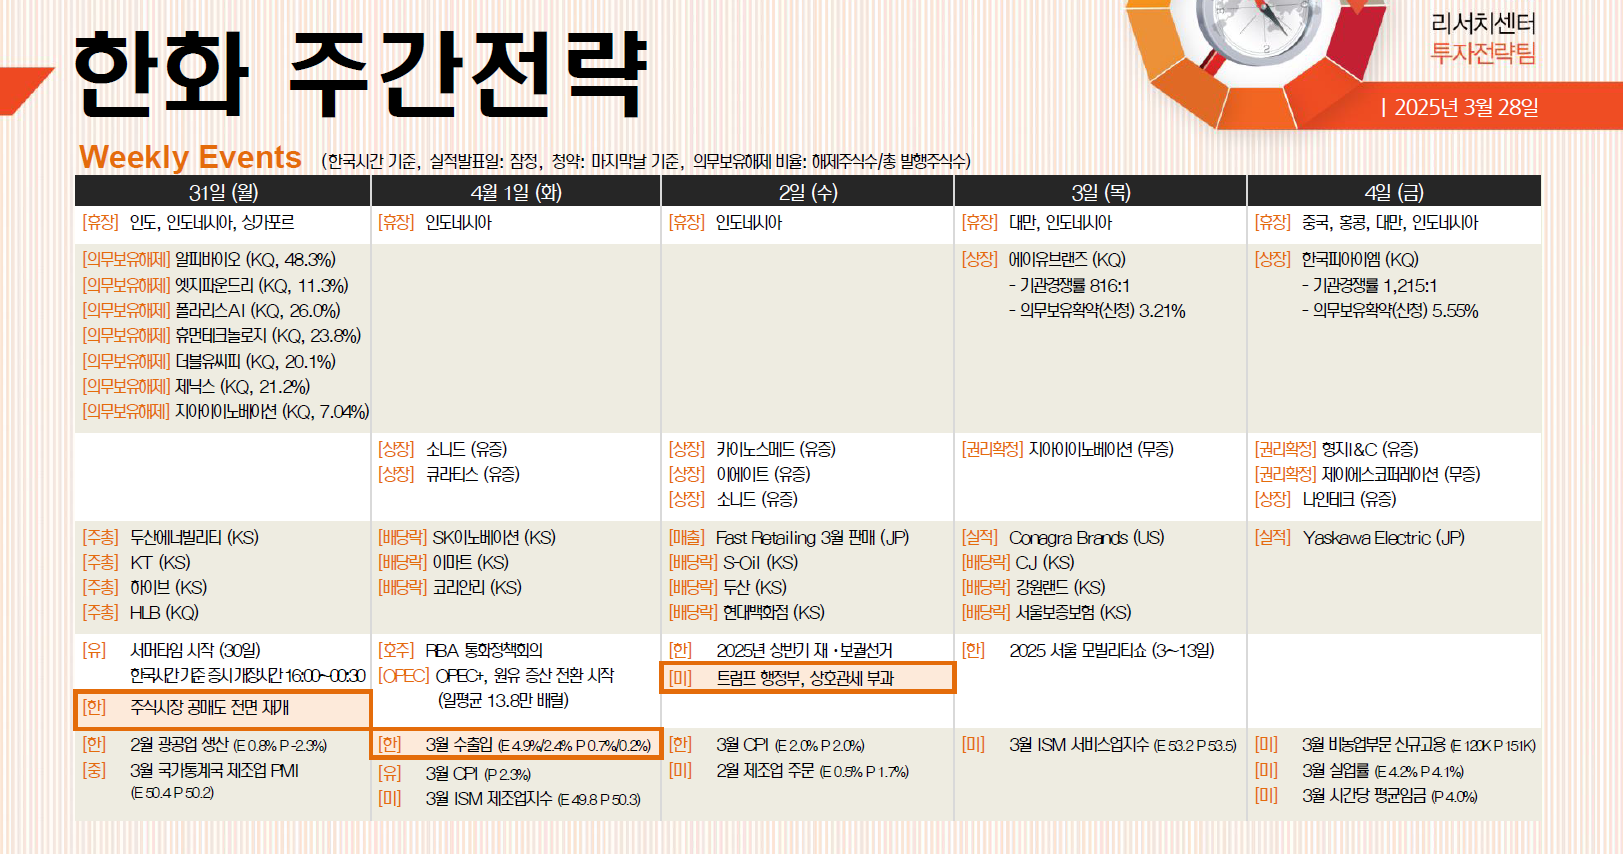 한화 주간전략
리서치센터
투자전략팀
| 2025년 3월 28일
Weekly Events (한국시간 기준, 실적발표일: 잠정, 청약: 마지막날 기준, 의무보유해제 비율: 해제주식수/총 발행주식수)
31일 (월)
4월 1일 (화)
2일 (수)
3일 (목)
4일 (금)
[휴장] 인도, 인도네시아, 싱가포르
[휴장] 인도네시아
[휴장] 인도네시아
[휴장] 대만, 인도네시아
[휴장] 중국, 홍콩, 대만, 인도네시아
[의무보유해제] 알피바이오 (KQ, 48.3%)
[의무보유해제] 엣지파운드리 (KQ, 11.3%)
[의무보유해제] 폴라리스AI (KQ, 26.0%)
[의무보유해제] 휴먼테크놀로지 (KQ, 23.8%)
[의무보유해제] 더블유씨피 (KQ, 20.1%)
[의무보유해제] 제닉스 (KQ, 21.2%)
[의무보유해제] 지아이이노베이션 (KQ, 7.04%)
[상장] 에이유브랜즈 (KQ)
- 기관경쟁률 816:1
- 의무보유확약(신청) 3.21%
[상장] 한국피아이엠 (KQ)
- 기관경쟁률 1,215:1
- 의무보유확약(신청) 5.55%
[상장] 소니드 (유증)
[상장] 큐라티스 (유증)
[상장] 카이노스메드 (유증)
[상장] 이에이트 (유증)
[상장] 소니드 (유증)
[권리확정] 지아이이노베이션 (무증)
[권리확정] 형지I&C (유증)
[권리확정] 제이에스코퍼레이션 (무증)
[상장] 나인테크 (유증)
[주총] 두산에너빌리티 (KS)
[주총] KT (KS)
[주총] 하이브 (KS)
[주총] HLB (KQ)
[배당락] SK이노베이션 (KS)
[배당락] 이마트 (KS)
[배당락] 코리안리 (KS)
[매출] Fast Retailing 3월 판매 (JP)
[배당락] S-Oil (KS)
[배당락] 두산 (KS)
[배당락] 현대백화점 (KS)
[실적] Conagra Brands (US)
[배당락] CJ (KS)
[배당락] 강원랜드 (KS)
[배당락] 서울보증보험 (KS)
[실적] Yaskawa Electric (JP)
[유] 서머타임 시작 (30일)
한국시간 기준 증시 개장시간 16:00~00:30
[한] 주식시장 공매도 전면 재개
[호주] RBA 통화정책회의
[OPEC] OPEC+, 원유 증산 전환 시작
(일평균 13.8만 배럴)
[한] 2025년 상반기 재·보궐선거
[미] 트럼프 행정부, 상호관세 부과
[한] 2025 서울 모빌리티쇼 (3~13일)
[한] 2월 광공업 생산 (E 0.8% P -2.3%)
[중] 3월 국가통계국 제조업 PMI
(E 50.4 P 50.2)
[한] 3월 수출입 (E 4.9%/2.4% P 0.7%/0.2%)
[유] 3월 CPI (P 2.3%)
[미] 3월 ISM 제조업지수 (E 49.8 P 50.3)
[한] 3월 CPI (E 2.0% P 2.0%)
[미] 2월 제조업 주문 (E 0.5% P 1.7%)
[미] 3월 ISM 서비스업지수 (E 53.2 P 53.5)
[미] 3월 비농업부문 신규고용 (E 120K P 151K)
[미] 3월 실업률 (E 4.2% P 4.1%)
[미] 3월 시간당 평균임금 (P 4.0%)